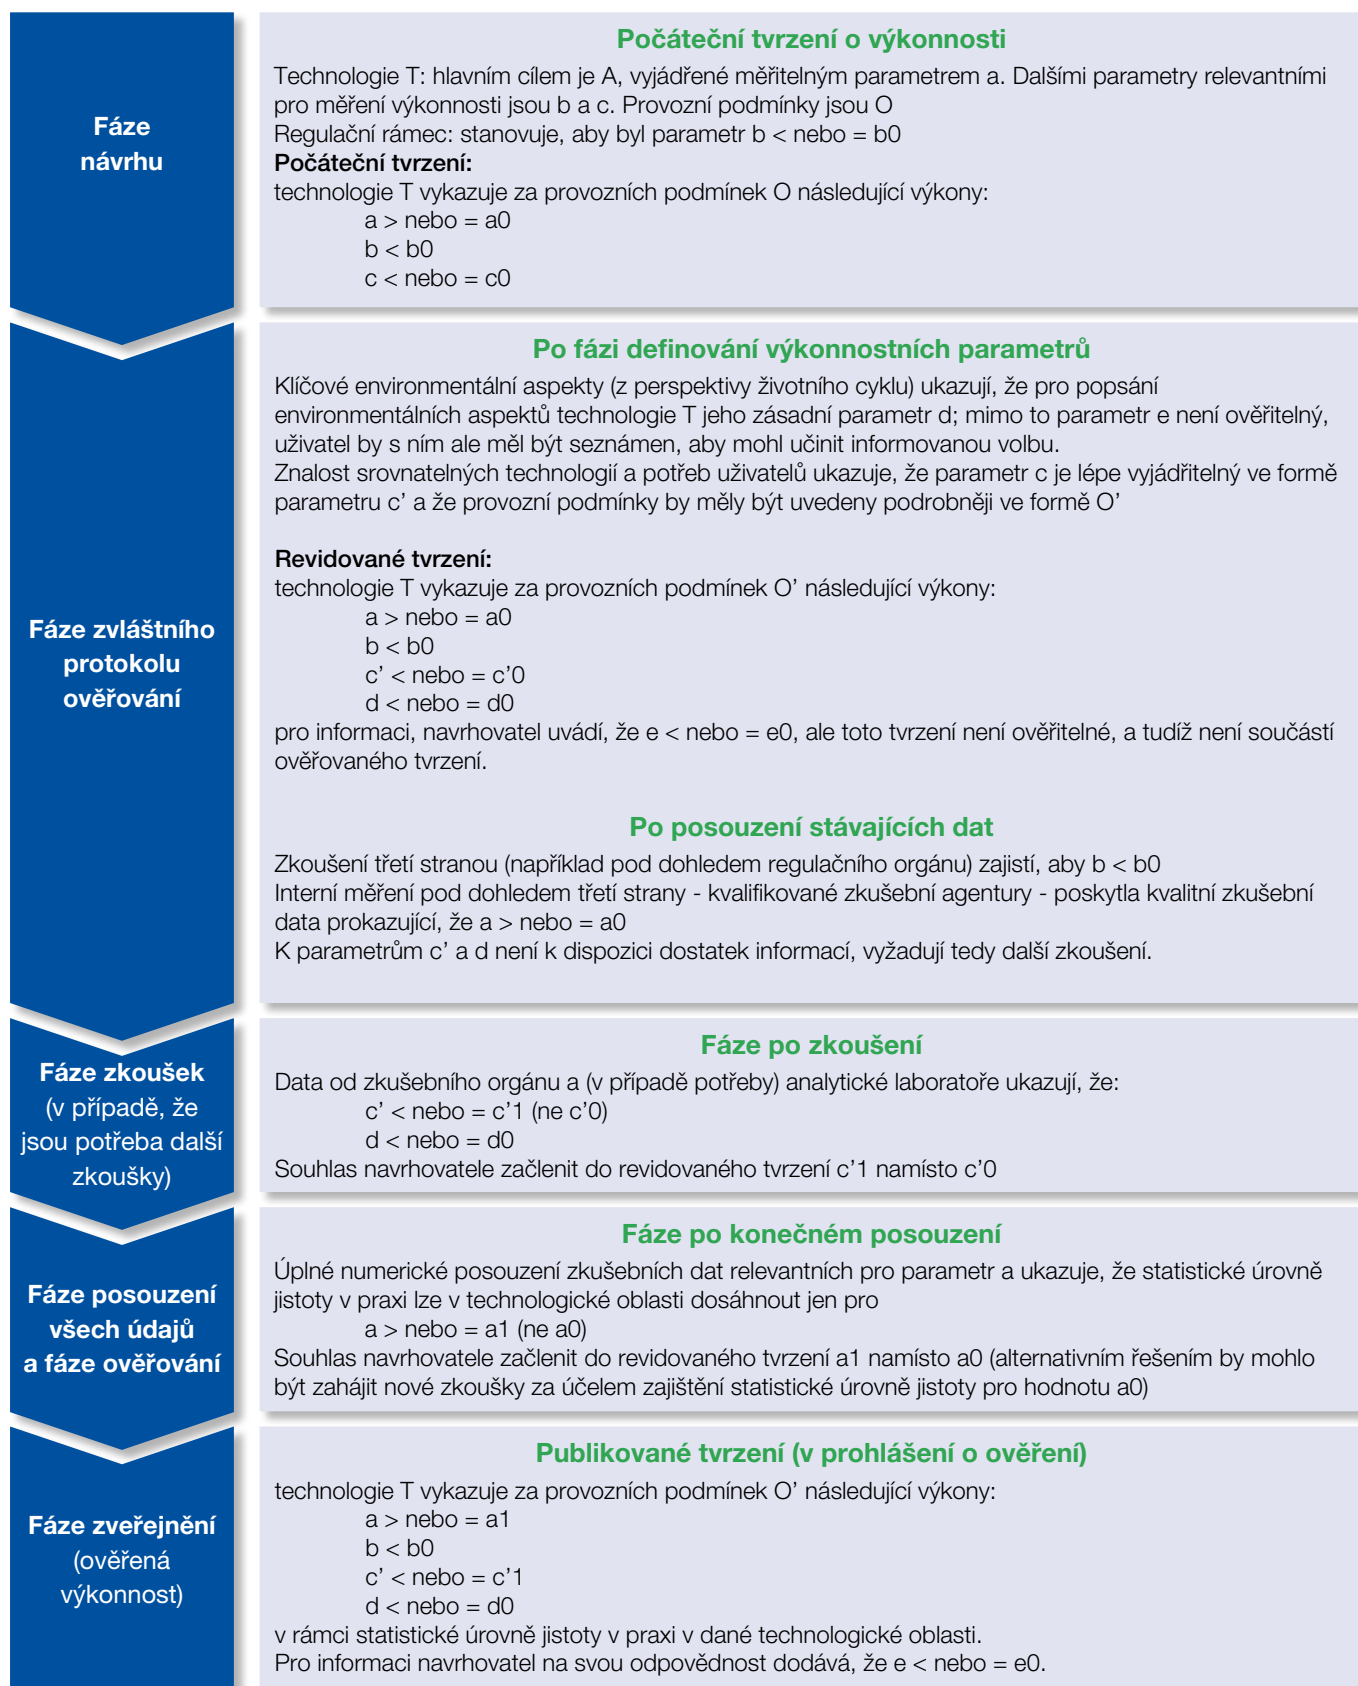 Fáze
návrhu
Počáteční tvrzení o výkonnosti
Technologie T: hlavním cílem je A, vyjádřené měřitelným parametrem a. Dalšími parametry relevantními
pro měření výkonnosti jsou b a c. Provozní podmínky jsou O
Regulační rámec: stanovuje, aby byl parametr b < nebo = b0
Počáteční tvrzení:
technologie T vykazuje za provozních podmínek O následující výkony:
a > nebo = a0
b < b0
c < nebo = c0
Fáze zvláštního
protokolu
ověřování
Po fázi definování výkonnostních parametrů
Klíčové environmentální aspekty (z perspektivy životního cyklu) ukazují, že pro popsání
environmentálních aspektů technologie T jeho zásadní parametr d; mimo to parametr e není ověřitelný,
uživatel by s ním ale měl být seznámen, aby mohl učinit informovanou volbu.
Znalost srovnatelných technologií a potřeb uživatelů ukazuje, že parametr c je lépe vyjádřitelný ve formě
parametru c’ a že provozní podmínky by měly být uvedeny podrobněji ve formě O’
Revidované tvrzení:
technologie T vykazuje za provozních podmínek O’ následující výkony:
a > nebo = a0
b < b0
c’ < nebo = c’0
d < nebo = d0
pro informaci, navrhovatel uvádí, že e < nebo = e0, ale toto tvrzení není ověřitelné, a tudíž není součástí
ověřovaného tvrzení.
Po posouzení stávajících dat
Zkoušení třetí stranou (například pod dohledem regulačního orgánu) zajistí, aby b < b0
Interní měření pod dohledem třetí strany - kvalifikované zkušební agentury - poskytla kvalitní zkušební
data prokazující, že a > nebo = a0
K parametrům c’ a d není k dispozici dostatek informací, vyžadují tedy další zkoušení.
Fáze zkoušek
(v případě, že
jsou potřeba další
zkoušky)
Fáze po zkoušení
Data od zkušebního orgánu a (v případě potřeby) analytické laboratoře ukazují, že:
c’ < nebo = c’1 (ne c’0)
d < nebo = d0
Souhlas navrhovatele začlenit do revidovaného tvrzení c’1 namísto c’0
Fáze posouzení
všech údajů
a fáze ověřování
Fáze po konečném posouzení
Úplné numerické posouzení zkušebních dat relevantních pro parametr a ukazuje, že statistické úrovně
jistoty v praxi lze v technologické oblasti dosáhnout jen pro
a > nebo = a1 (ne a0)
Souhlas navrhovatele začlenit do revidovaného tvrzení a1 namísto a0 (alternativním řešením by mohlo
být zahájit nové zkoušky za účelem zajištění statistické úrovně jistoty pro hodnotu a0)
Fáze zveřejnění
(ověřená
výkonnost)
Publikované tvrzení (v prohlášení o ověření)
technologie T vykazuje za provozních podmínek O’ následující výkony:
a > nebo = a1
b < b0
c’ < nebo = c’1
d < nebo = d0
v rámci statistické úrovně jistoty v praxi v dané technologické oblasti.
Pro informaci navrhovatel na svou odpovědnost dodává, že e < nebo = e0.